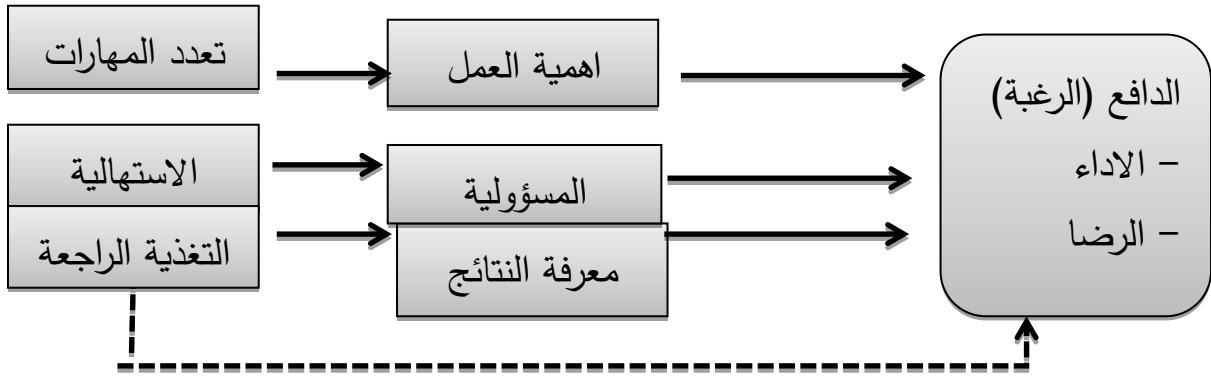 تعدد المهارات
اهمية العمل
الدافع (الرغبة)
- الاداء
- الرضا
الاستهالية
المسؤولية
التغذية الراجعة
معرفة النتائج